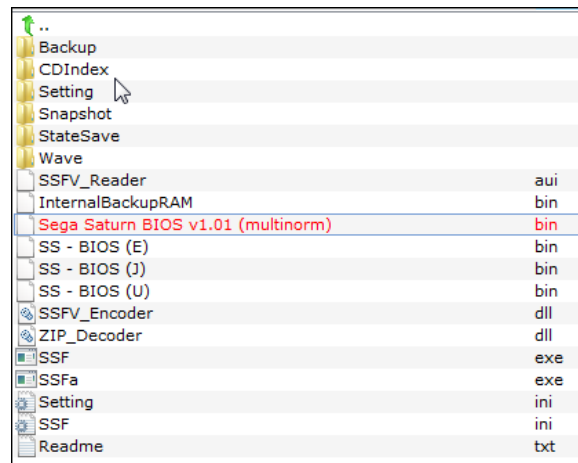 ..
Backup
CDIndex
Setting
Snapshot
StateSave
Wave
SSFV_Reader aui
InternalBackupRAM bin
Sega Saturn BIOS v1.01 (multinorm) bin
SS - BIOS (E) bin
SS - BIOS (J) bin
SS - BIOS (U) bin
SSFV_Encoder dll
ZIP_Decoder dll
SSF exe
SSFa exe
Setting ini
SSF ini
Readme txt